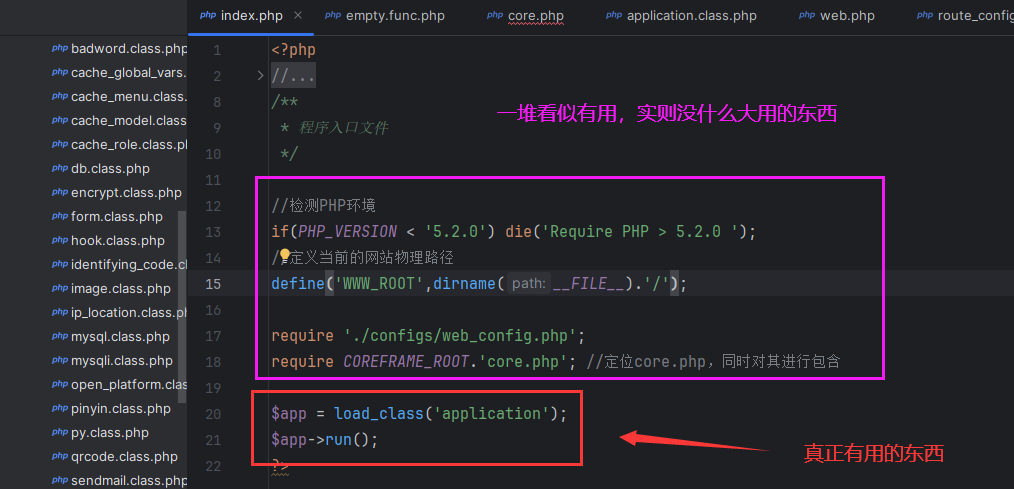 php index.php ×
php empty.func.php
php core.php
php application.class.php
php web.php
php route_config
php badword.class.php
php cache_global_vars.
php cache_menu.class.
php cache_model.class
php cache_role.class.pl
php db.class.php
php encrypt.class.php
php form.class.php
php hook.class.php
php identifying_code.cl
php image.class.php
php ip_location.class.ph
php mysql.class.php
php mysqli.class.php
php open_platform.class
php pinyin.class.php
php py.class.php
php qrcode.class.php
php sendmail.class.php
1 <?php
2 //...
8 /**
9 * 程序入口文件
10 */
11
12 //检测PHP环境
13 if(PHP_VERSION < '5.2.0') die('Require PHP > 5.2.0 ');
14 //定义当前的网站物理路径
15 define('WWW_ROOT',dirname( path: __FILE__).'/');
16
17 require './configs/web_config.php';
18 require COREFRAME_ROOT.'core.php'; //定位core.php，同时对其进行包含
19
20 $app = load_class('application');
21 $app->run();
22 ?>
一堆看似有用，实则没什么大用的东西
真正有用的东西